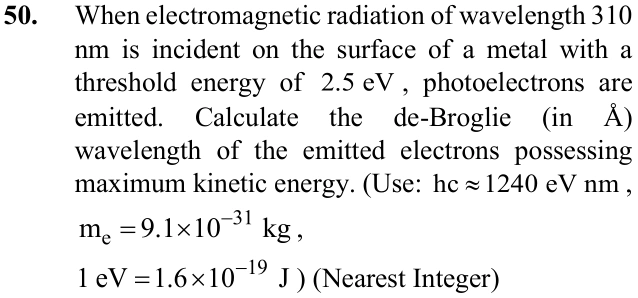 50. When electromagnetic radiation of wavelength 310
nm is incident on the surface of a metal with a
threshold energy of 2.5 eV , photoelectrons are
emitted. Calculate the de-Broglie (in Å)
wavelength of the emitted electrons possessing
maximum kinetic energy. (Use: hc ≈ 1240 eV nm ,
mₑ = 9.1×10⁻³¹ kg ,
1 eV = 1.6×10⁻¹⁹ J ) (Nearest Integer)